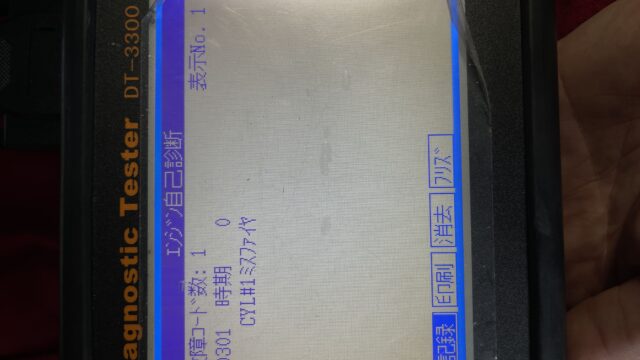 agnostic Tester DT-3300
エンジン自己診断
表示No. 1
障コード数: 1
0301 時期 0
CYL#1ミスファイヤ
記録 印刷 消去 フリズ